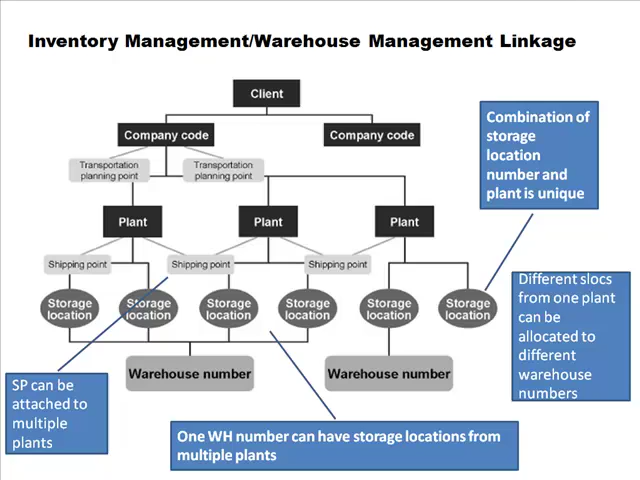 Inventory Management/Warehouse Management Linkage
Client
Company code
Company code
Transportation
planning point
Transportation
planning point
Plant
Plant
Plant
Shipping point
Shipping point
Shipping point
Storage
location
Storage
location
Storage
location
Storage
location
Storage
location
Storage
location
Warehouse number
Warehouse number
Combination of
storage
location
number and
plant is unique
Different slocs
from one plant
can be
allocated to
different
warehouse
numbers
SP can be
attached to
multiple
plants
One WH number can have storage locations from
multiple plants